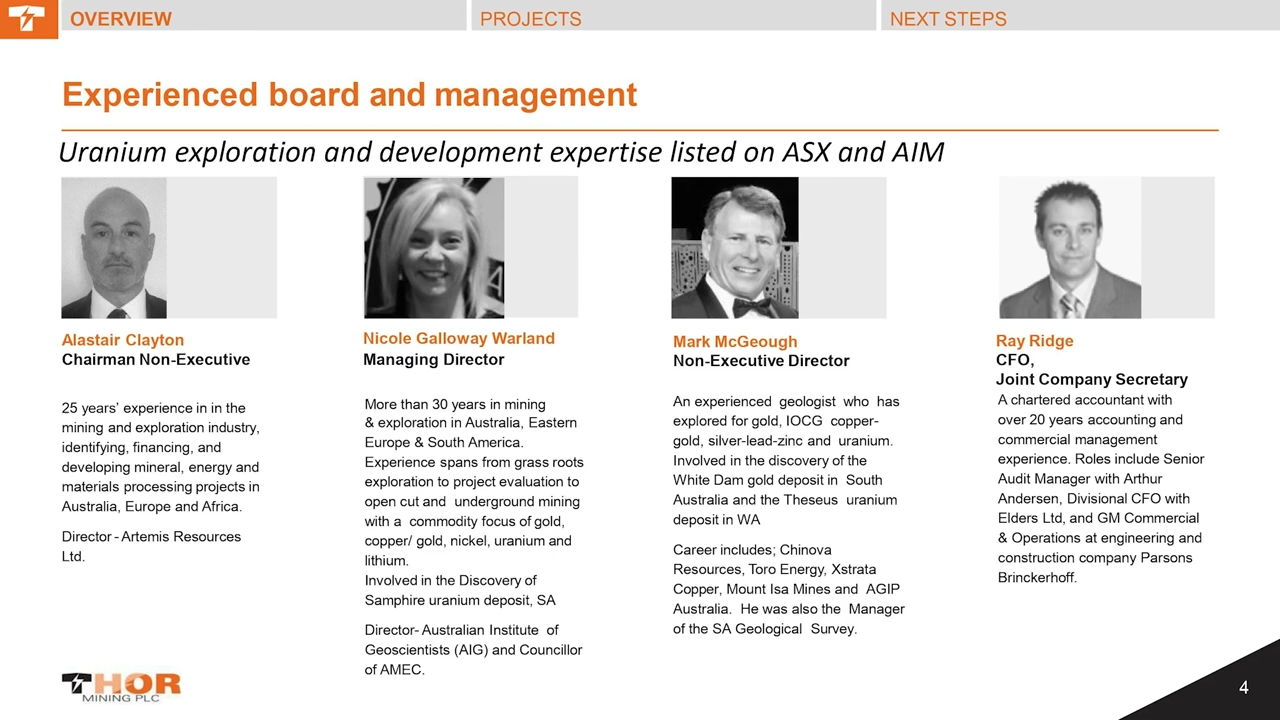 OVERVIEW
PROJECTS
NEXT STEPS
Experienced board and management
Uranium exploration and development expertise listed on ASX and AIM
Alastair Clayton
Chairman Non-Executive
25 years’ experience in in the
mining and exploration industry,
identifying, financing, and
developing mineral, energy and
materials processing projects in
Australia, Europe and Africa.
Director - Artemis Resources
Ltd.
Nicole Galloway Warland
Managing Director
More than 30 years in mining
& exploration in Australia, Eastern
Europe & South America.
Experience spans from grass roots
exploration to project evaluation to
open cut and underground mining
with a commodity focus of gold,
copper/ gold, nickel, uranium and
lithium.
Involved in the Discovery of
Samphire uranium deposit, SA
Director- Australian Institute of
Geoscientists (AIG) and Councillor
of AMEC.
Mark McGeough
Non-Executive Director
An experienced geologist who has
explored for gold, IOCG copper-
gold, silver-lead-zinc and uranium.
Involved in the discovery of the
White Dam gold deposit in South
Australia and the Theseus uranium
deposit in WA
Career includes; Chinova
Resources, Toro Energy, Xstrata
Copper, Mount Isa Mines and AGIP
Australia. He was also the Manager
of the SA Geological Survey.
Ray Ridge
CFO,
Joint Company Secretary
A chartered accountant with
over 20 years accounting and
commercial management
experience. Roles include Senior
Audit Manager with Arthur
Andersen, Divisional CFO with
Elders Ltd, and GM Commercial
& Operations at engineering and
construction company Parsons
Brinckerhoff.
THOR
MINING PLC
4